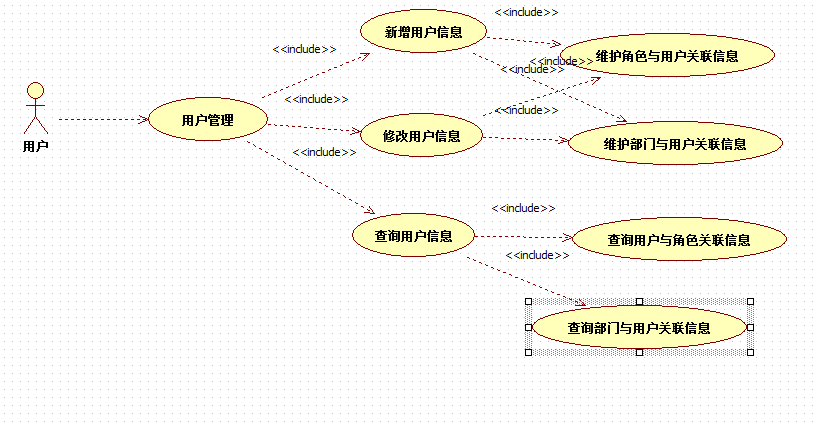 <<include>>
新增用户信息
<<include>>
维护角色与用户关联信息
<<include>>
<<include>>
<<include>>
<<include>>
用户管理
修改用户信息
用户
维护部门与用户关联信息
<<include>>
<<include>>
查询用户信息
查询用户与角色关联信息
<<include>>
查询部门与用户关联信息